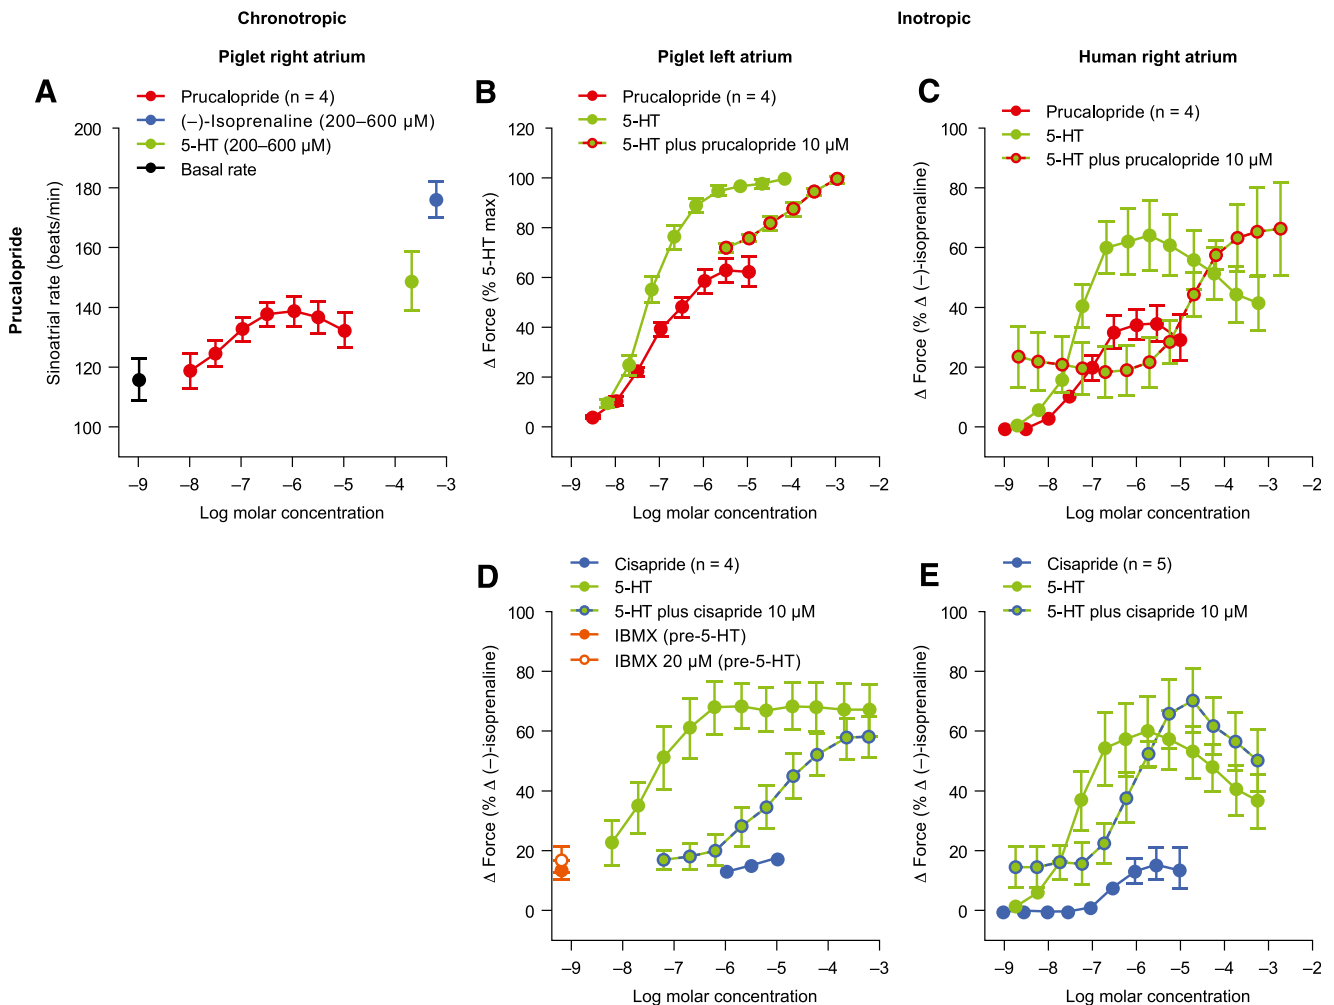 Chronotropic
Inotropic
Piglet right atrium
Piglet left atrium
Human right atrium
Prucalopride
A
Prucalopride (n = 4)
(–)-Isoprenaline (200–600 μM)
5-HT (200–600 μM)
Basal rate
Sinoatrial rate (beats/min)
200
180
160
140
120
100
–9 –8 –7 –6 –5 –4 –3
Log molar concentration
B
Prucalopride (n = 4)
5-HT
5-HT plus prucalopride 10 μM
Δ Force (% 5-HT max)
120
100
80
60
40
20
0
–9 –8 –7 –6 –5 –4 –3 –2
Log molar concentration
C
Prucalopride (n = 4)
5-HT
5-HT plus prucalopride 10 μM
Δ Force (% Δ (–)-isoprenaline)
100
80
60
40
20
0
–9 –8 –7 –6 –5 –4 –3 –2
Log molar concentration
D
Cisapride (n = 4)
5-HT
5-HT plus cisapride 10 μM
IBMX (pre-5-HT)
IBMX 20 μM (pre-5-HT)
Δ Force (% Δ (–)-isoprenaline)
100
80
60
40
20
0
–9 –8 –7 –6 –5 –4 –3
Log molar concentration
E
Cisapride (n = 5)
5-HT
5-HT plus cisapride 10 μM
Δ Force (% Δ (–)-isoprenaline)
100
80
60
40
20
0
–9 –8 –7 –6 –5 –4 –3 –2
Log molar concentration